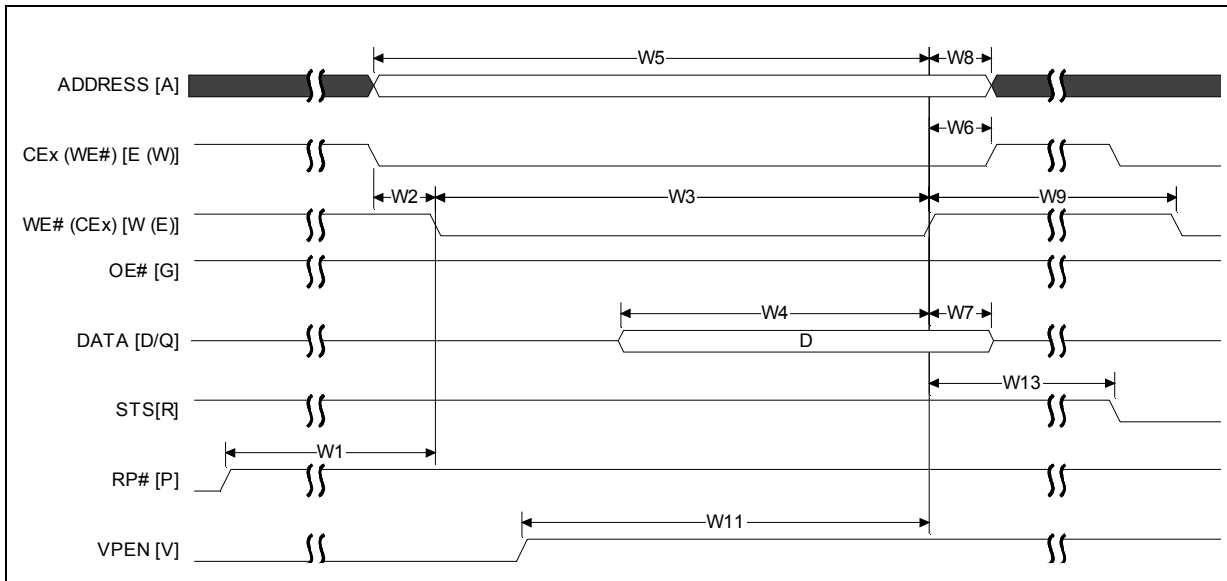 W5 W8
ADDRESS [A]
W6
CEx (WE#) [E (W)]
W2 W3 W9
WE# (CEx) [W (E)]
OE# [G]
W4 W7
DATA [D/Q] D
W13
STS[R]
W1
RP# [P]
W11
VPEN [V]